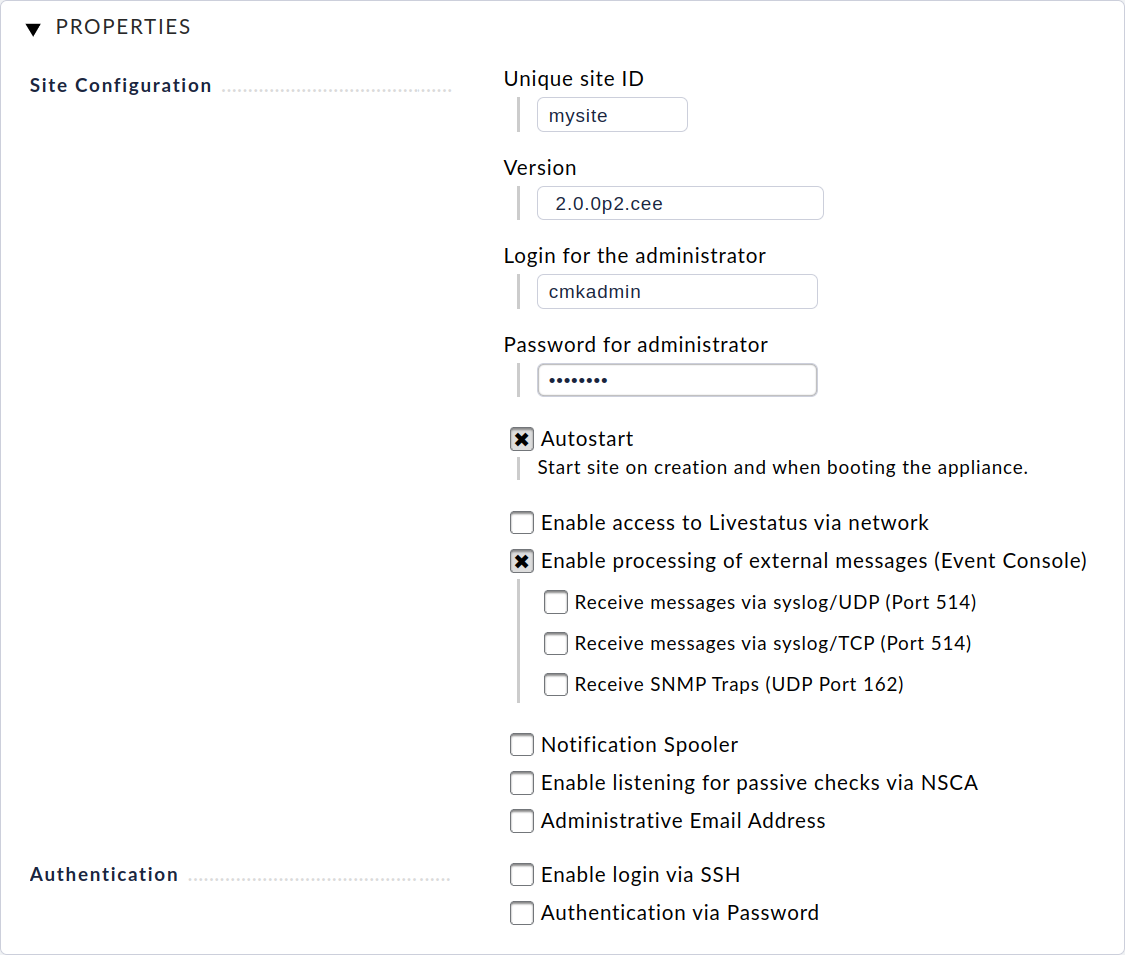 PROPERTIES
Site Configuration
Unique site ID
mysite
Version
2.0.0p2.cee
Login for the administrator
cmkadmin
Password for administrator
••••••••
Autostart
Start site on creation and when booting the appliance.
Enable access to Livestatus via network
Enable processing of external messages (Event Console)
Receive messages via syslog/UDP (Port 514)
Receive messages via syslog/TCP (Port 514)
Receive SNMP Traps (UDP Port 162)
Notification Spooler
Enable listening for passive checks via NSCA
Administrative Email Address
Authentication
Enable login via SSH
Authentication via Password